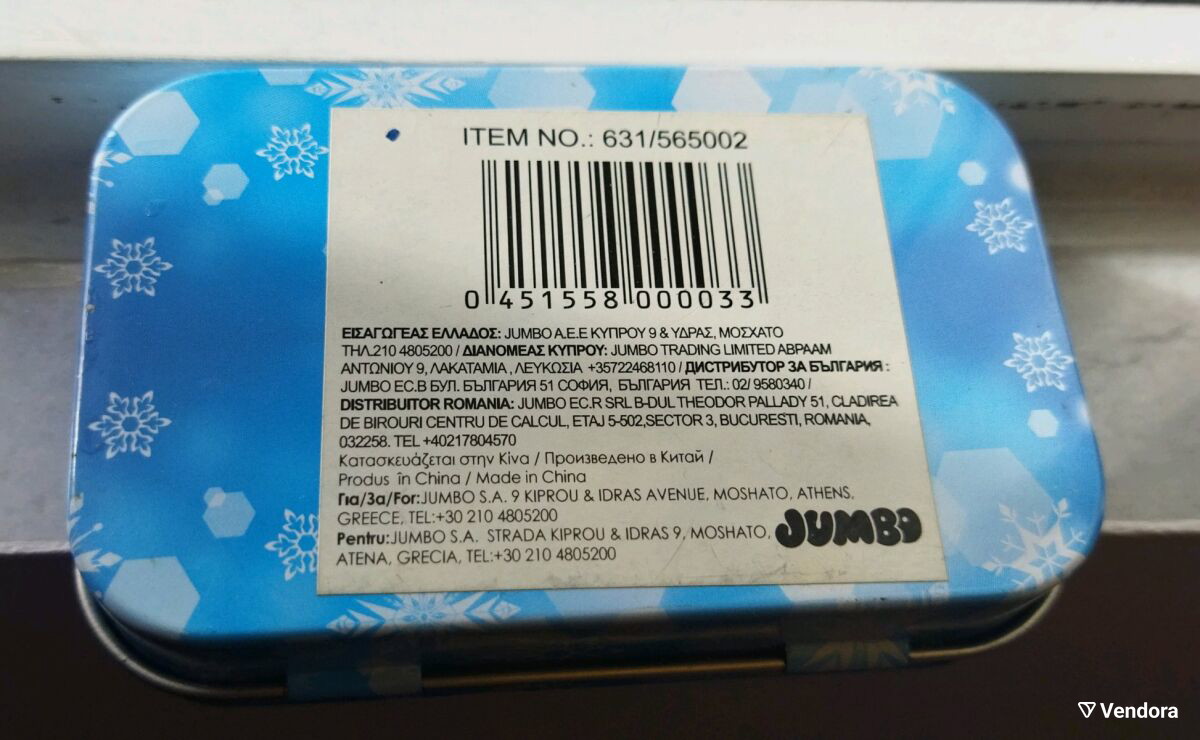 ITEM NO.: 631/565002
0 451558 000033
ΕΙΣΑΓΩΓΕΑΣ ΕΛΛΑΔΟΣ: JUMBO A.E.E ΚΥΠΡΟΥ 9 & ΥΔΡΑΣ, ΜΟΣΧΑΤΟ
ΤΗΛ.210 4805200 / ΔΙΑΝΟΜΕΑΣ ΚΥΠΡΟΥ: JUMBO TRADING LIMITED ΑΒΡΑΑΜ
ΑΝΤΩΝΙΟΥ 9, ΛΑΚΑΤΑΜΙΑ , ΛΕΥΚΩΣΙΑ +35722468110 / ДИСТРИБУТОР ЗА БЪЛГАРИЯ :
JUMBO EC.B БУЛ. БЪЛГАРИЯ 51 СОФИЯ, БЪЛГАРИЯ ТЕЛ.: 02/ 9580340 /
DISTRIBUITOR ROMANIA: JUMBO EC.R SRL B-DUL THEODOR PALLADY 51, CLADIREA
DE BIROURI CENTRU DE CALCUL, ETAJ 5-502,SECTOR 3, BUCURESTI, ROMANIA,
032258. TEL +40217804570
Κατασκευάζεται στην Κίνα / Произведено в Китай /
Produs în China / Made in China
Για/За/For:JUMBO S.A. 9 KIPROU & IDRAS AVENUE, MOSHATO, ATHENS.
GREECE, TEL:+30 210 4805200
Pentru:JUMBO S.A. STRADA KIPROU & IDRAS 9, MOSHATO,
ATENA, GRECIA, TEL:+30 210 4805200
JUMBO
Vendora